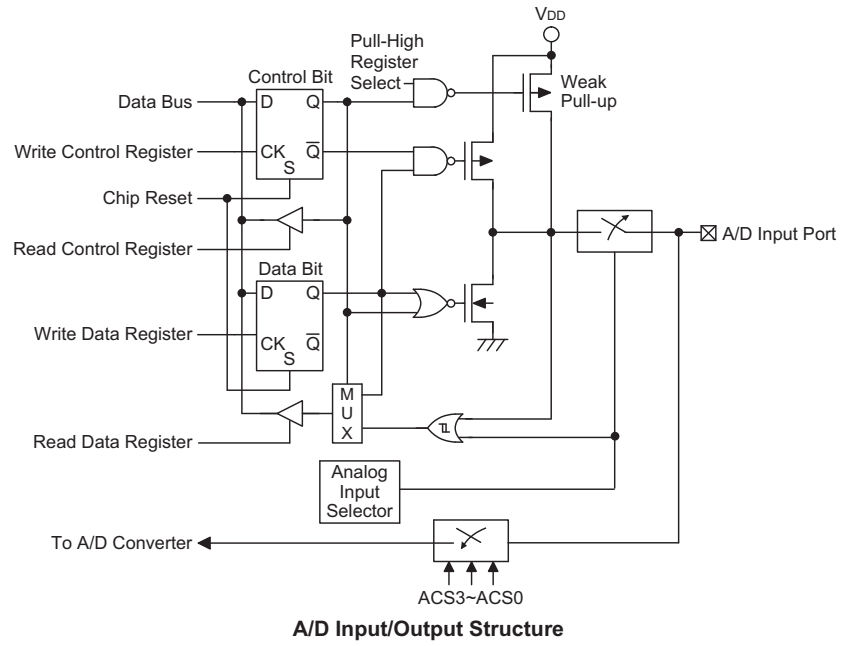 VDD
Pull-High
Register
Select
Weak
Pull-up
Control Bit
Data Bus
D
Q
Write Control Register
CK
Q̅
S
Chip Reset
Read Control Register
A/D Input Port
Data Bit
D
Q
Write Data Register
CK
Q̅
S
M
U
X
Read Data Register
Analog
Input
Selector
To A/D Converter
ACS3~ACS0
A/D Input/Output Structure